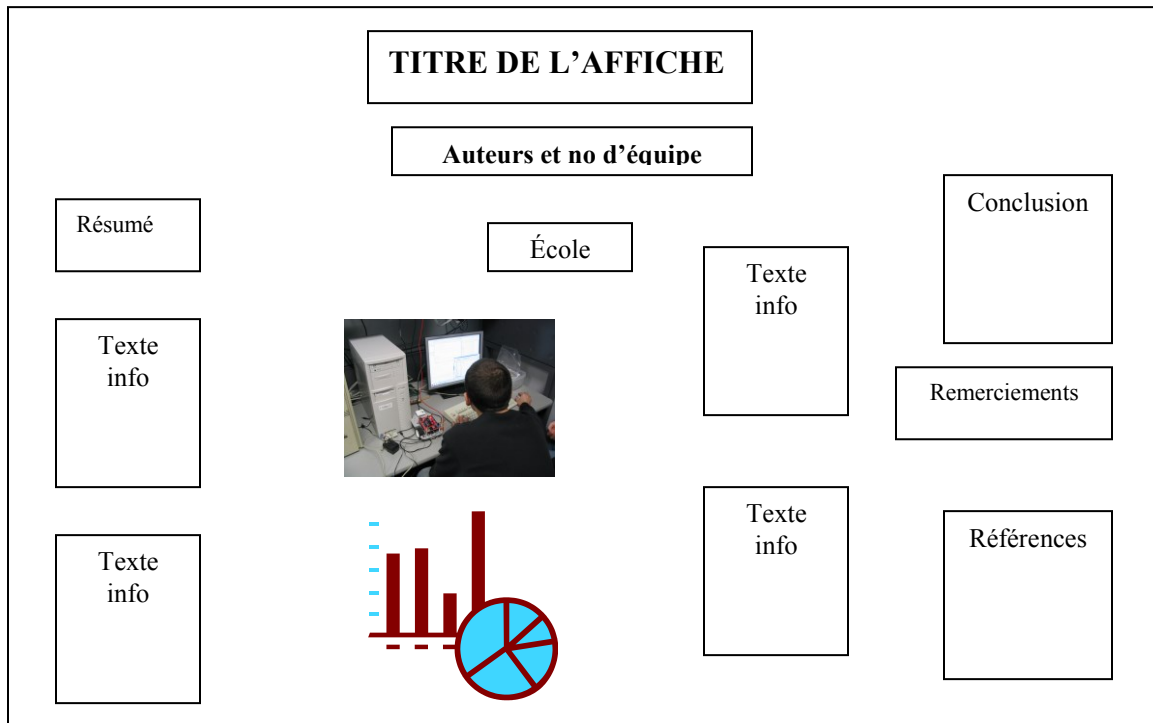 TITRE DE L’AFFICHE
Auteurs et no d’équipe
Résumé
École
Conclusion
Texte
info
Texte
info
Remerciements
Texte
info
Texte
info
Références